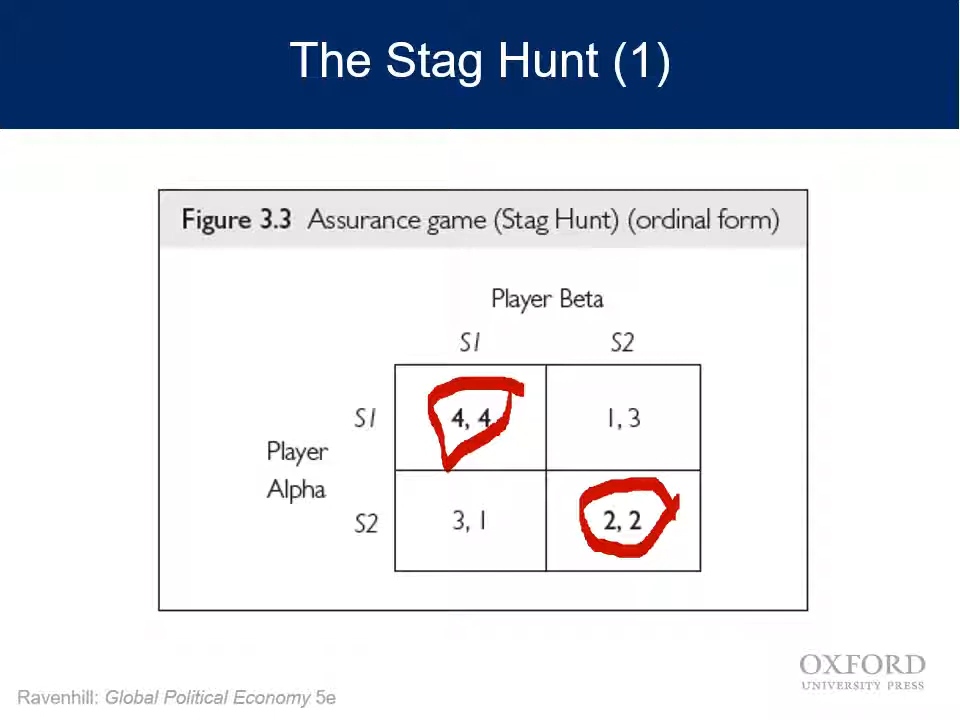 The Stag Hunt (1)
Figure 3.3 Assurance game (Stag Hunt) (ordinal form)
Player Beta
S1 S2
S1 4, 4 1, 3
Player
Alpha
S2 3, 1 2, 2
OXFORD
UNIVERSITY PRESS
Ravenhill: Global Political Economy 5e